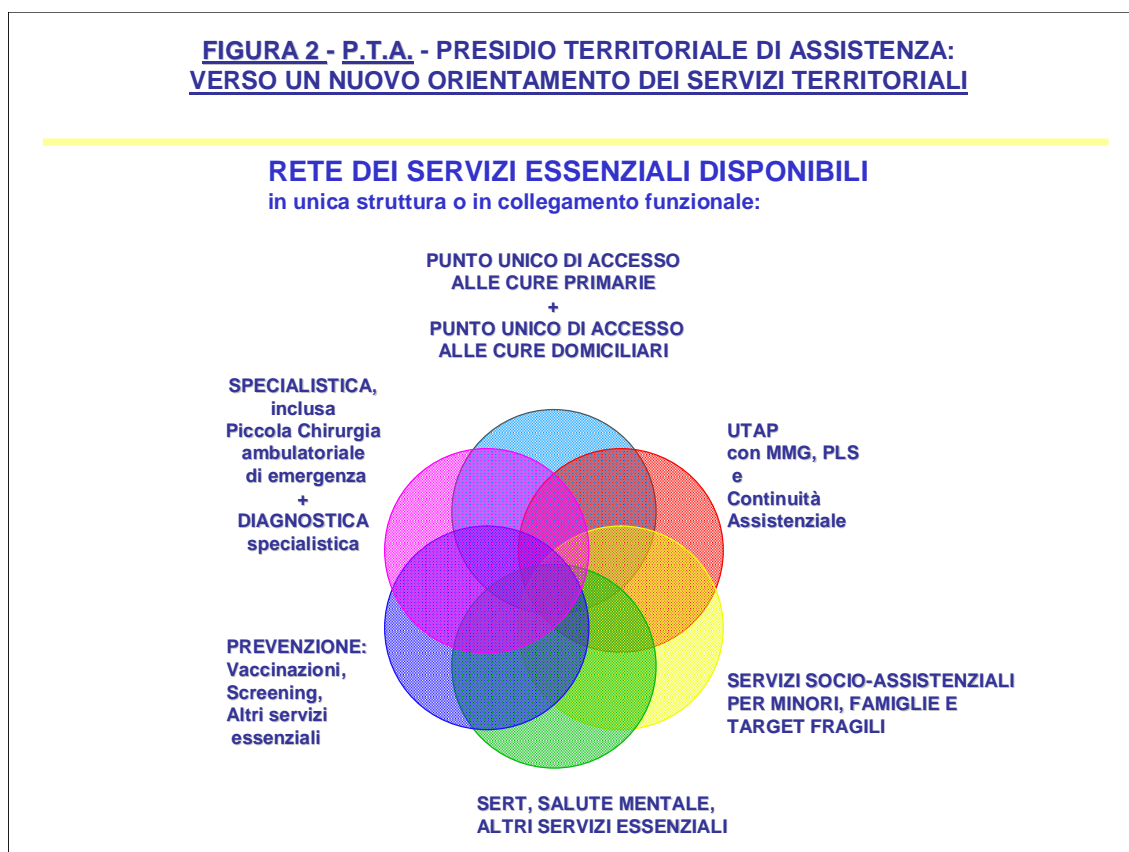 FIGURA 2 - P.T.A. - PRESIDIO TERRITORIALE DI ASSISTENZA:
VERSO UN NUOVO ORIENTAMENTO DEI SERVIZI TERRITORIALI
RETE DEI SERVIZI ESSENZIALI DISPONIBILI
in unica struttura o in collegamento funzionale:
PUNTO UNICO DI ACCESSO
ALLE CURE PRIMARIE
+
PUNTO UNICO DI ACCESSO
ALLE CURE DOMICILIARI
SPECIALISTICA,
inclusa
Piccola Chirurgia
ambulatoriale
di emergenza
+
DIAGNOSTICA
specialistica
UTAP
con MMG, PLS
e
Continuità
Assistenziale
PREVENZIONE:
Vaccinazioni,
Screening,
Altri servizi
essenziali
SERVIZI SOCIO-ASSISTENZIALI
PER MINORI, FAMIGLIE E
TARGET FRAGILI
SERT, SALUTE MENTALE,
ALTRI SERVIZI ESSENZIALI